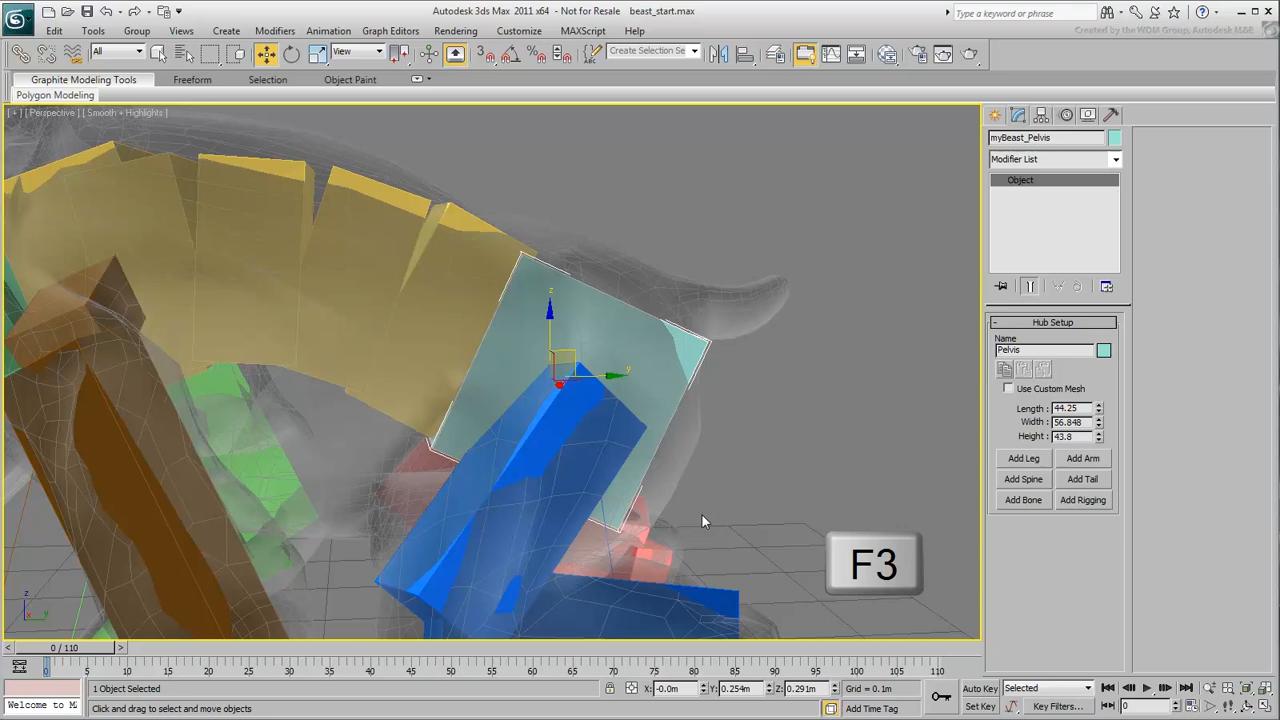 Autodesk 3ds Max 2011 x64 - Not for Resale beast_start.max
Type a keyword or phrase
Edit Tools Group Views Create Modifiers Animation Graph Editors Rendering Customize MAXScript Help
Created by the WDM Group, Autodesk M&E
All View 3 Create Selection Se
Graphite Modeling Tools Freeform Selection Object Paint
Polygon Modeling
[ + ] [ Perspective ] [ Smooth + Highlights ]
myBeast_Pelvis
Modifier List
Object
Hub Setup
Name
Pelvis
Use Custom Mesh
Length : 44.25
Width : 56.848
Height : 43.8
Add Leg Add Arm
Add Spine Add Tail
Add Bone Add Rigging
z
y
F3
z
x y
0 / 110
0 5 10 15 20 25 30 35 40 45 50 55 60 65 70 75 80 85 90 95 100 105 110
1 Object Selected X: -0.0m Y: 0.254m Z: 0.291m Grid = 0.1m Auto Key Selected
Welcome to M Click and drag to select and move objects Add Time Tag Set Key Key Filters... 0